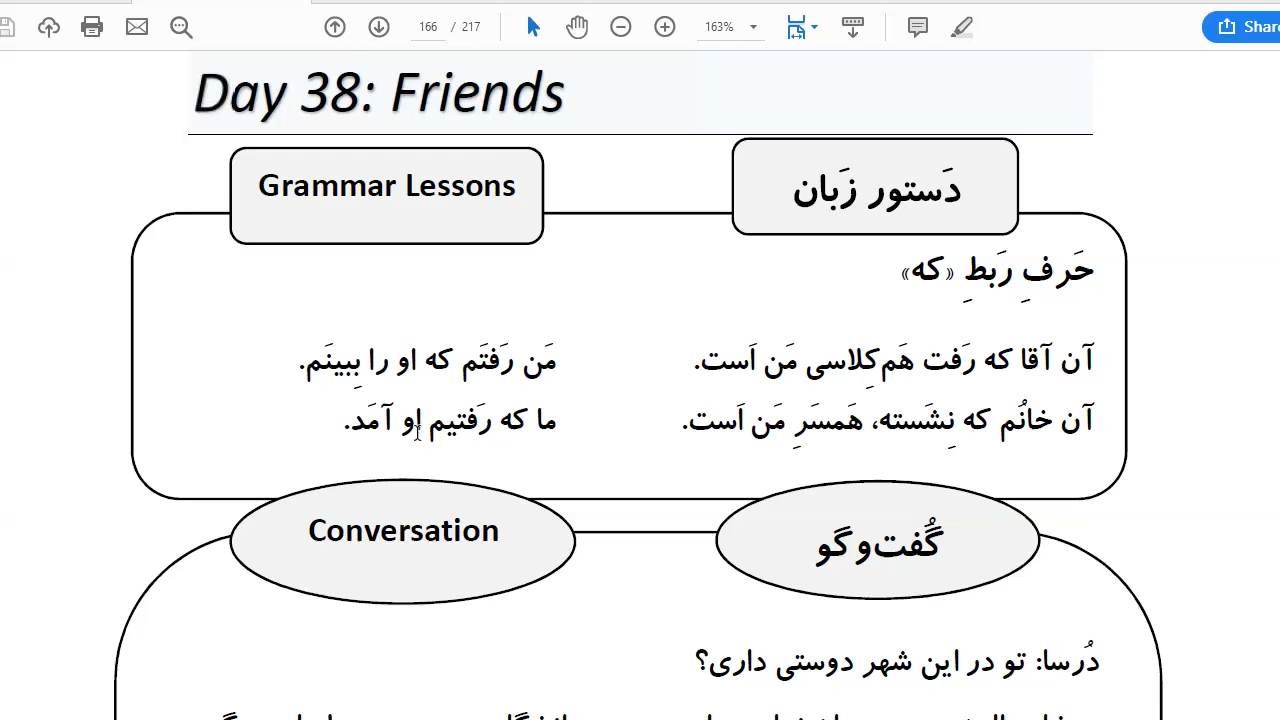 166 / 217
163%
Share
Day 38: Friends
Grammar Lessons
دَستور زَبان
حَرفِ رَبطِ «که»
آن آقا که رَفت هَم‌کِلاسی مَن اَست.
مَن رَفتَم که او را بِبینَم.
آن خانُم که نِشَسته، هَمسَرِ مَن اَست.
ما که رَفتیم او آمَد.
Conversation
گُفت‌و‌گو
دُرسا: تو در این شهر دوستی داری؟